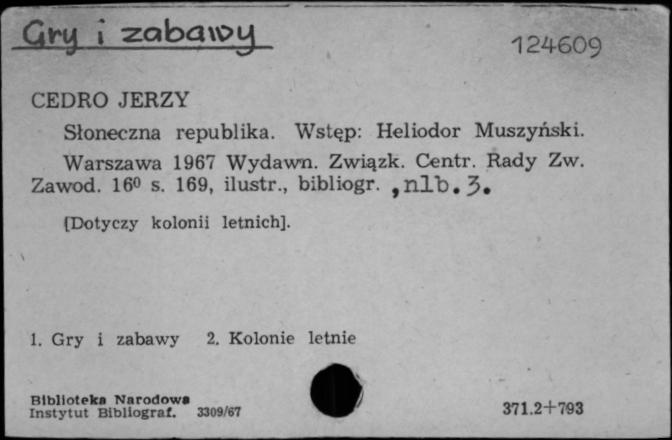 Gry i zabawy
124609
CEDRO JERZY
Słoneczna republika. Wstęp: Heliodor Muszyński.
Warszawa 1967 Wydawn. Związk. Centr. Rady Zw.
Zawod. 16⁰ s. 169, ilustr., bibliogr. ,nlb.3.
[Dotyczy kolonii letnich].
1. Gry i zabawy 2. Kolonie letnie
Biblioteka Narodowa
Instytut Bibliograf. 3309/67
371.2+793